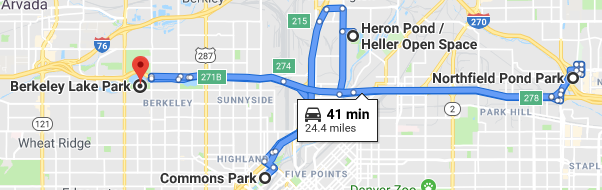 Arvada
Berkeley
76
215
287
274
271B
Heron Pond /
Heller Open Space
270
Berkeley Lake Park
Northfield Pond Park
BERKELEY
SUNNYSIDE
41 min
24.4 miles
2
278
PARK HILL
121
Wheat Ridge
HIGHLAND
Commons Park
FIVE POINTS
Denver Zoo